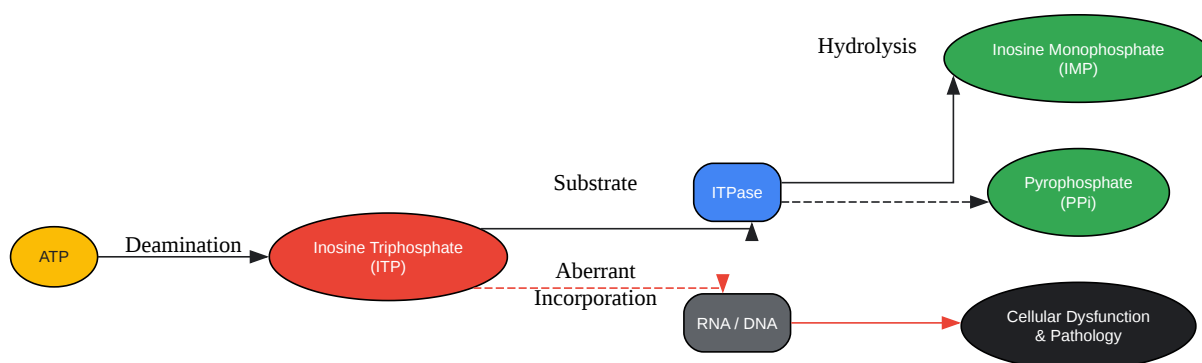 Hydrolysis
Inosine Monophosphate
(IMP)
Substrate
ITPase
Pyrophosphate
(PPi)
ATP
Deamination
Inosine Triphosphate
(ITP)
Aberrant
Incorporation
RNA / DNA
Cellular Dysfunction
& Pathology